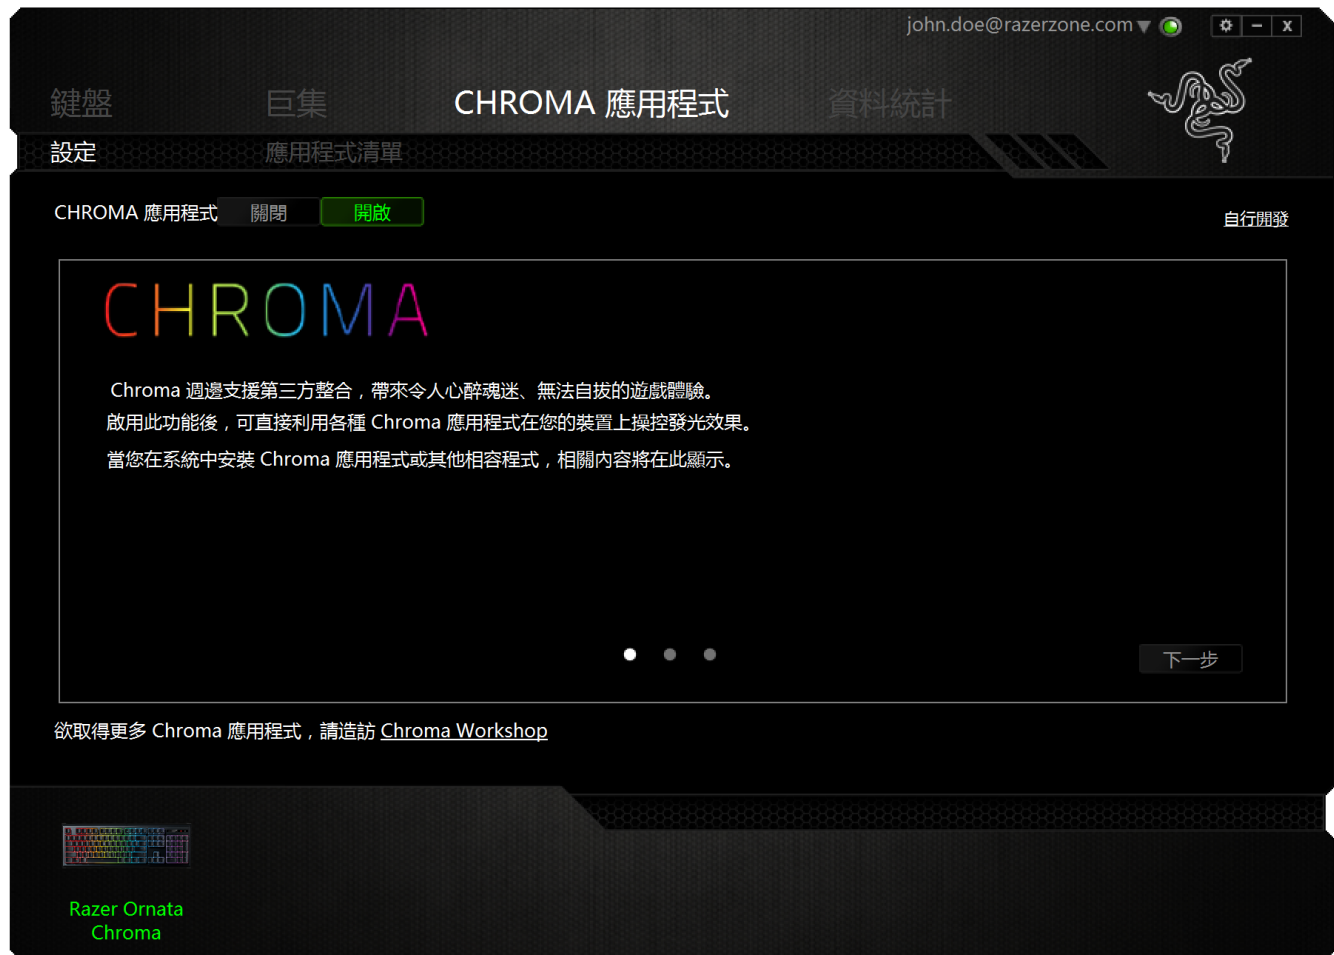 john.doe@razerzone.com
X
鍵盤 巨集 CHROMA 應用程式 資料統計
設定 應用程式清單
CHROMA 應用程式 關閉 開啟
自行開發
CHROMA
Chroma 週邊支援第三方整合，帶來令人心醉魂迷、無法自拔的遊戲體驗。
啟用此功能後，可直接利用各種 Chroma 應用程式在您的裝置上操控發光效果。
當您在系統中安裝 Chroma 應用程式或其他相容程式，相關內容將在此顯示。
下一步
欲取得更多 Chroma 應用程式，請造訪 Chroma Workshop
Razer Ornata
Chroma